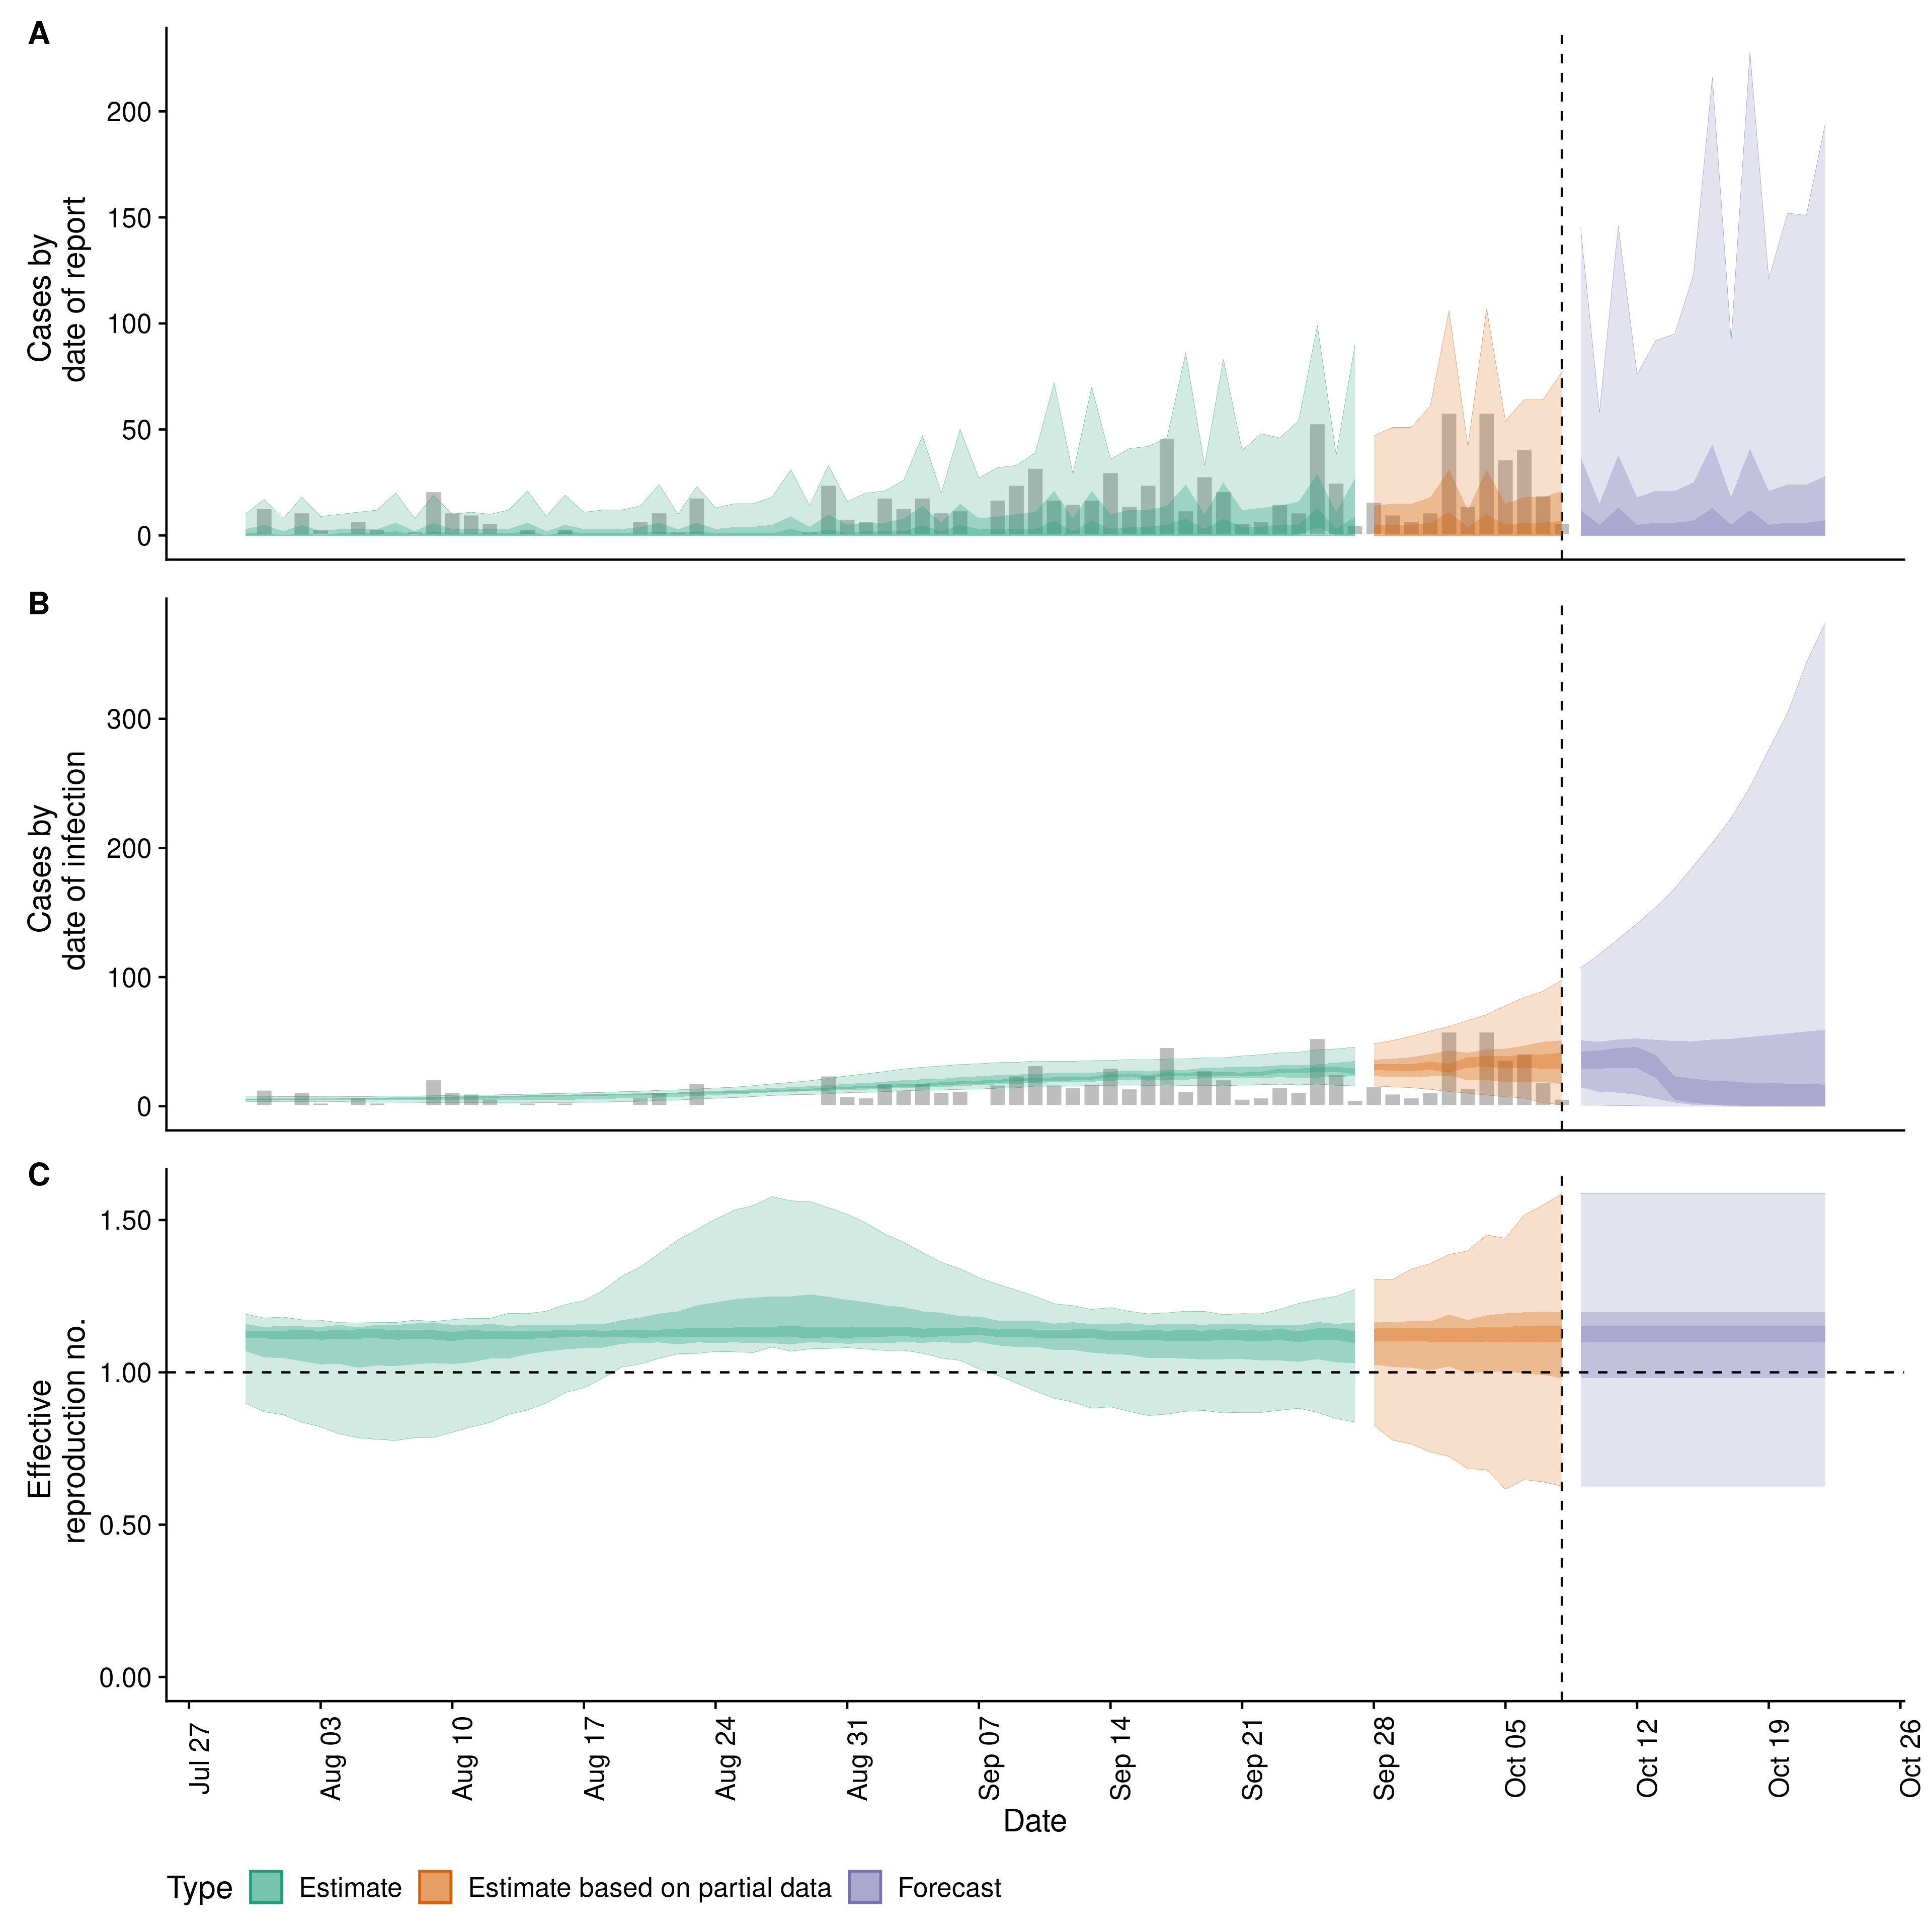 A
Cases by
date of report
200
150
100
50
0
B
Cases by
date of infection
300
200
100
0
C
Effective
reproduction no.
1.50
1.00
0.50
0.00
Jul 27
Aug 03
Aug 10
Aug 17
Aug 24
Aug 31
Sep 07
Sep 14
Sep 21
Sep 28
Oct 05
Oct 12
Oct 19
Oct 26
Date
Type Estimate Estimate based on partial data Forecast